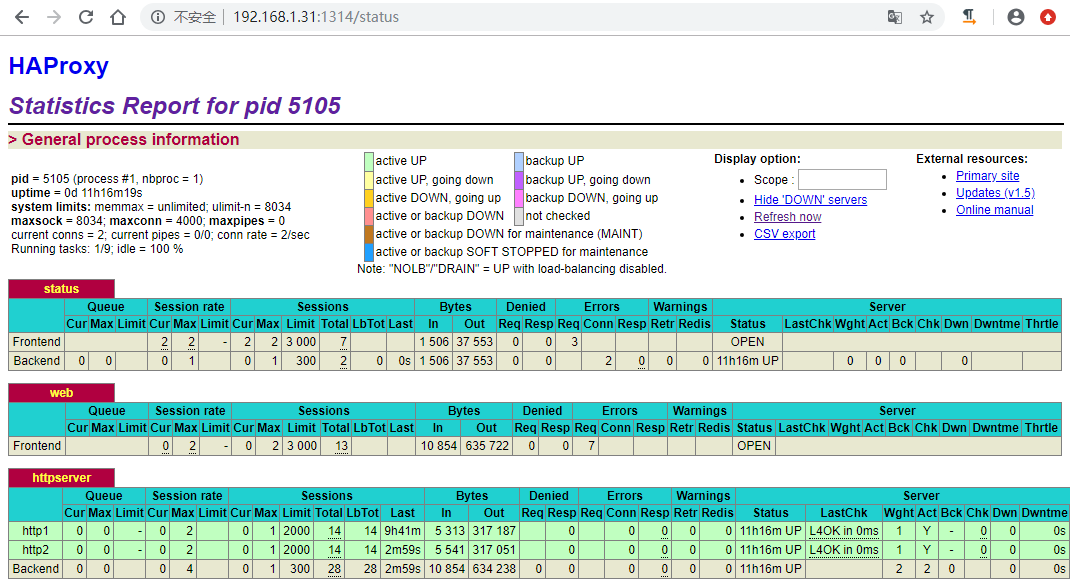 不安全 192.168.1.31:1314/status
HAProxy
Statistics Report for pid 5105
> General process information
pid = 5105 (process #1, nbproc = 1)
uptime = 0d 11h16m19s
system limits: memmax = unlimited; ulimit-n = 8034
maxsock = 8034; maxconn = 4000; maxpipes = 0
current conns = 2; current pipes = 0/0; conn rate = 2/sec
Running tasks: 1/9; idle = 100 %
active UP backup UP
active UP, going down backup UP, going down
active DOWN, going up backup DOWN, going up
active or backup DOWN not checked
active or backup DOWN for maintenance (MAINT)
active or backup SOFT STOPPED for maintenance
Note: "NOLB"/"DRAIN" = UP with load-balancing disabled.
Display option:
Scope :
Hide 'DOWN' servers
Refresh now
CSV export
External resources:
Primary site
Updates (v1.5)
Online manual
status
Queue Session rate Sessions Bytes Denied Errors Warnings Server
Cur Max Limit Cur Max Limit Cur Max Limit Total LbTot Last In Out Req Resp Req Conn Resp Retr Redis Status LastChk Wght Act Bck Chk Dwn Dwntme Thrtle
Frontend 2 2 - 2 2 3 000 7 1 506 37 553 0 0 3 OPEN
Backend 0 0 0 1 0 1 300 2 0 0s 1 506 37 553 0 0 2 0 0 0 11h16m UP 0 0 0 0
web
Queue Session rate Sessions Bytes Denied Errors Warnings Server
Cur Max Limit Cur Max Limit Cur Max Limit Total LbTot Last In Out Req Resp Req Conn Resp Retr Redis Status LastChk Wght Act Bck Chk Dwn Dwntme Thrtle
Frontend 0 2 - 0 2 3 000 13 10 854 635 722 0 0 7 OPEN
httpserver
Queue Session rate Sessions Bytes Denied Errors Warnings Server
Cur Max Limit Cur Max Limit Cur Max Limit Total LbTot Last In Out Req Resp Req Conn Resp Retr Redis Status LastChk Wght Act Bck Chk Dwn Dwntme
http1 0 0 - 0 2 0 1 2000 14 14 9h41m 5 313 317 187 0 0 0 0 0 11h16m UP L4OK in 0ms 1 Y - 0 0 0s
http2 0 0 - 0 2 0 1 2000 14 14 2m59s 5 541 317 051 0 0 0 0 0 11h16m UP L4OK in 0ms 1 Y - 0 0 0s
Backend 0 0 0 4 0 1 300 28 28 2m59s 10 854 634 238 0 0 0 0 0 0 11h16m UP 2 2 0 0 0s